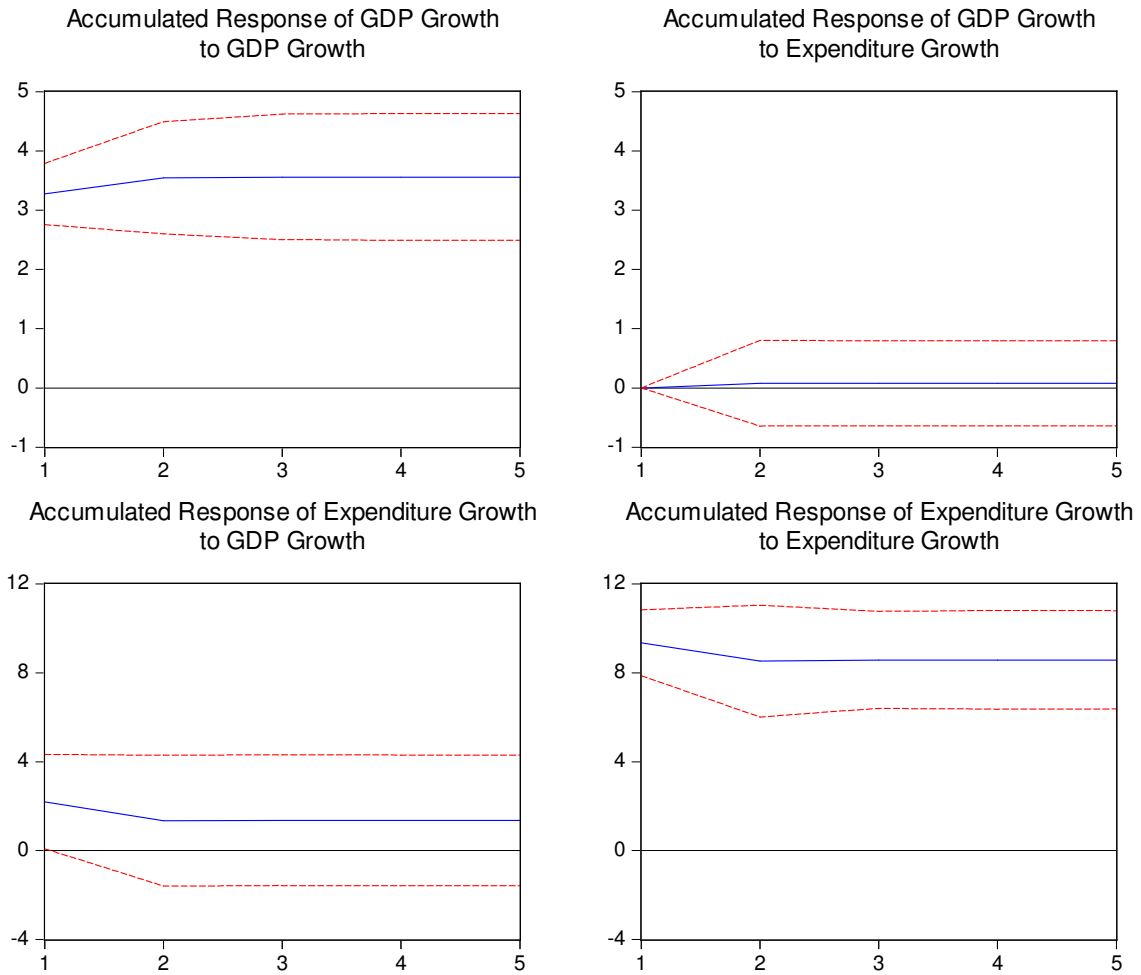 Accumulated Response of GDP Growth
to GDP Growth
5
4
3
2
1
0
-1
1 2 3 4 5
Accumulated Response of GDP Growth
to Expenditure Growth
5
4
3
2
1
0
-1
1 2 3 4 5
Accumulated Response of Expenditure Growth
to GDP Growth
12
8
4
0
-4
1 2 3 4 5
Accumulated Response of Expenditure Growth
to Expenditure Growth
12
8
4
0
-4
1 2 3 4 5